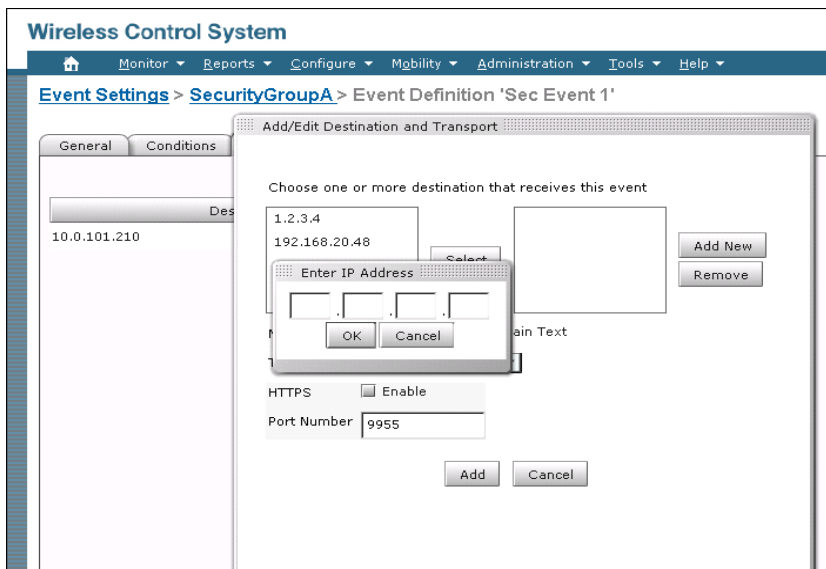 Wireless Control System
Monitor Reports Configure Mobility Administration Tools Help
Event Settings > SecurityGroupA > Event Definition 'Sec Event 1'
Add/Edit Destination and Transport
General Conditions
Choose one or more destination that receives this event
Des
1.2.3.4
10.0.101.210
192.168.20.48
Select
Add New
Enter IP Address
Remove
. . .
OK Cancel
ain Text
HTTPS Enable
Port Number 9955
Add Cancel